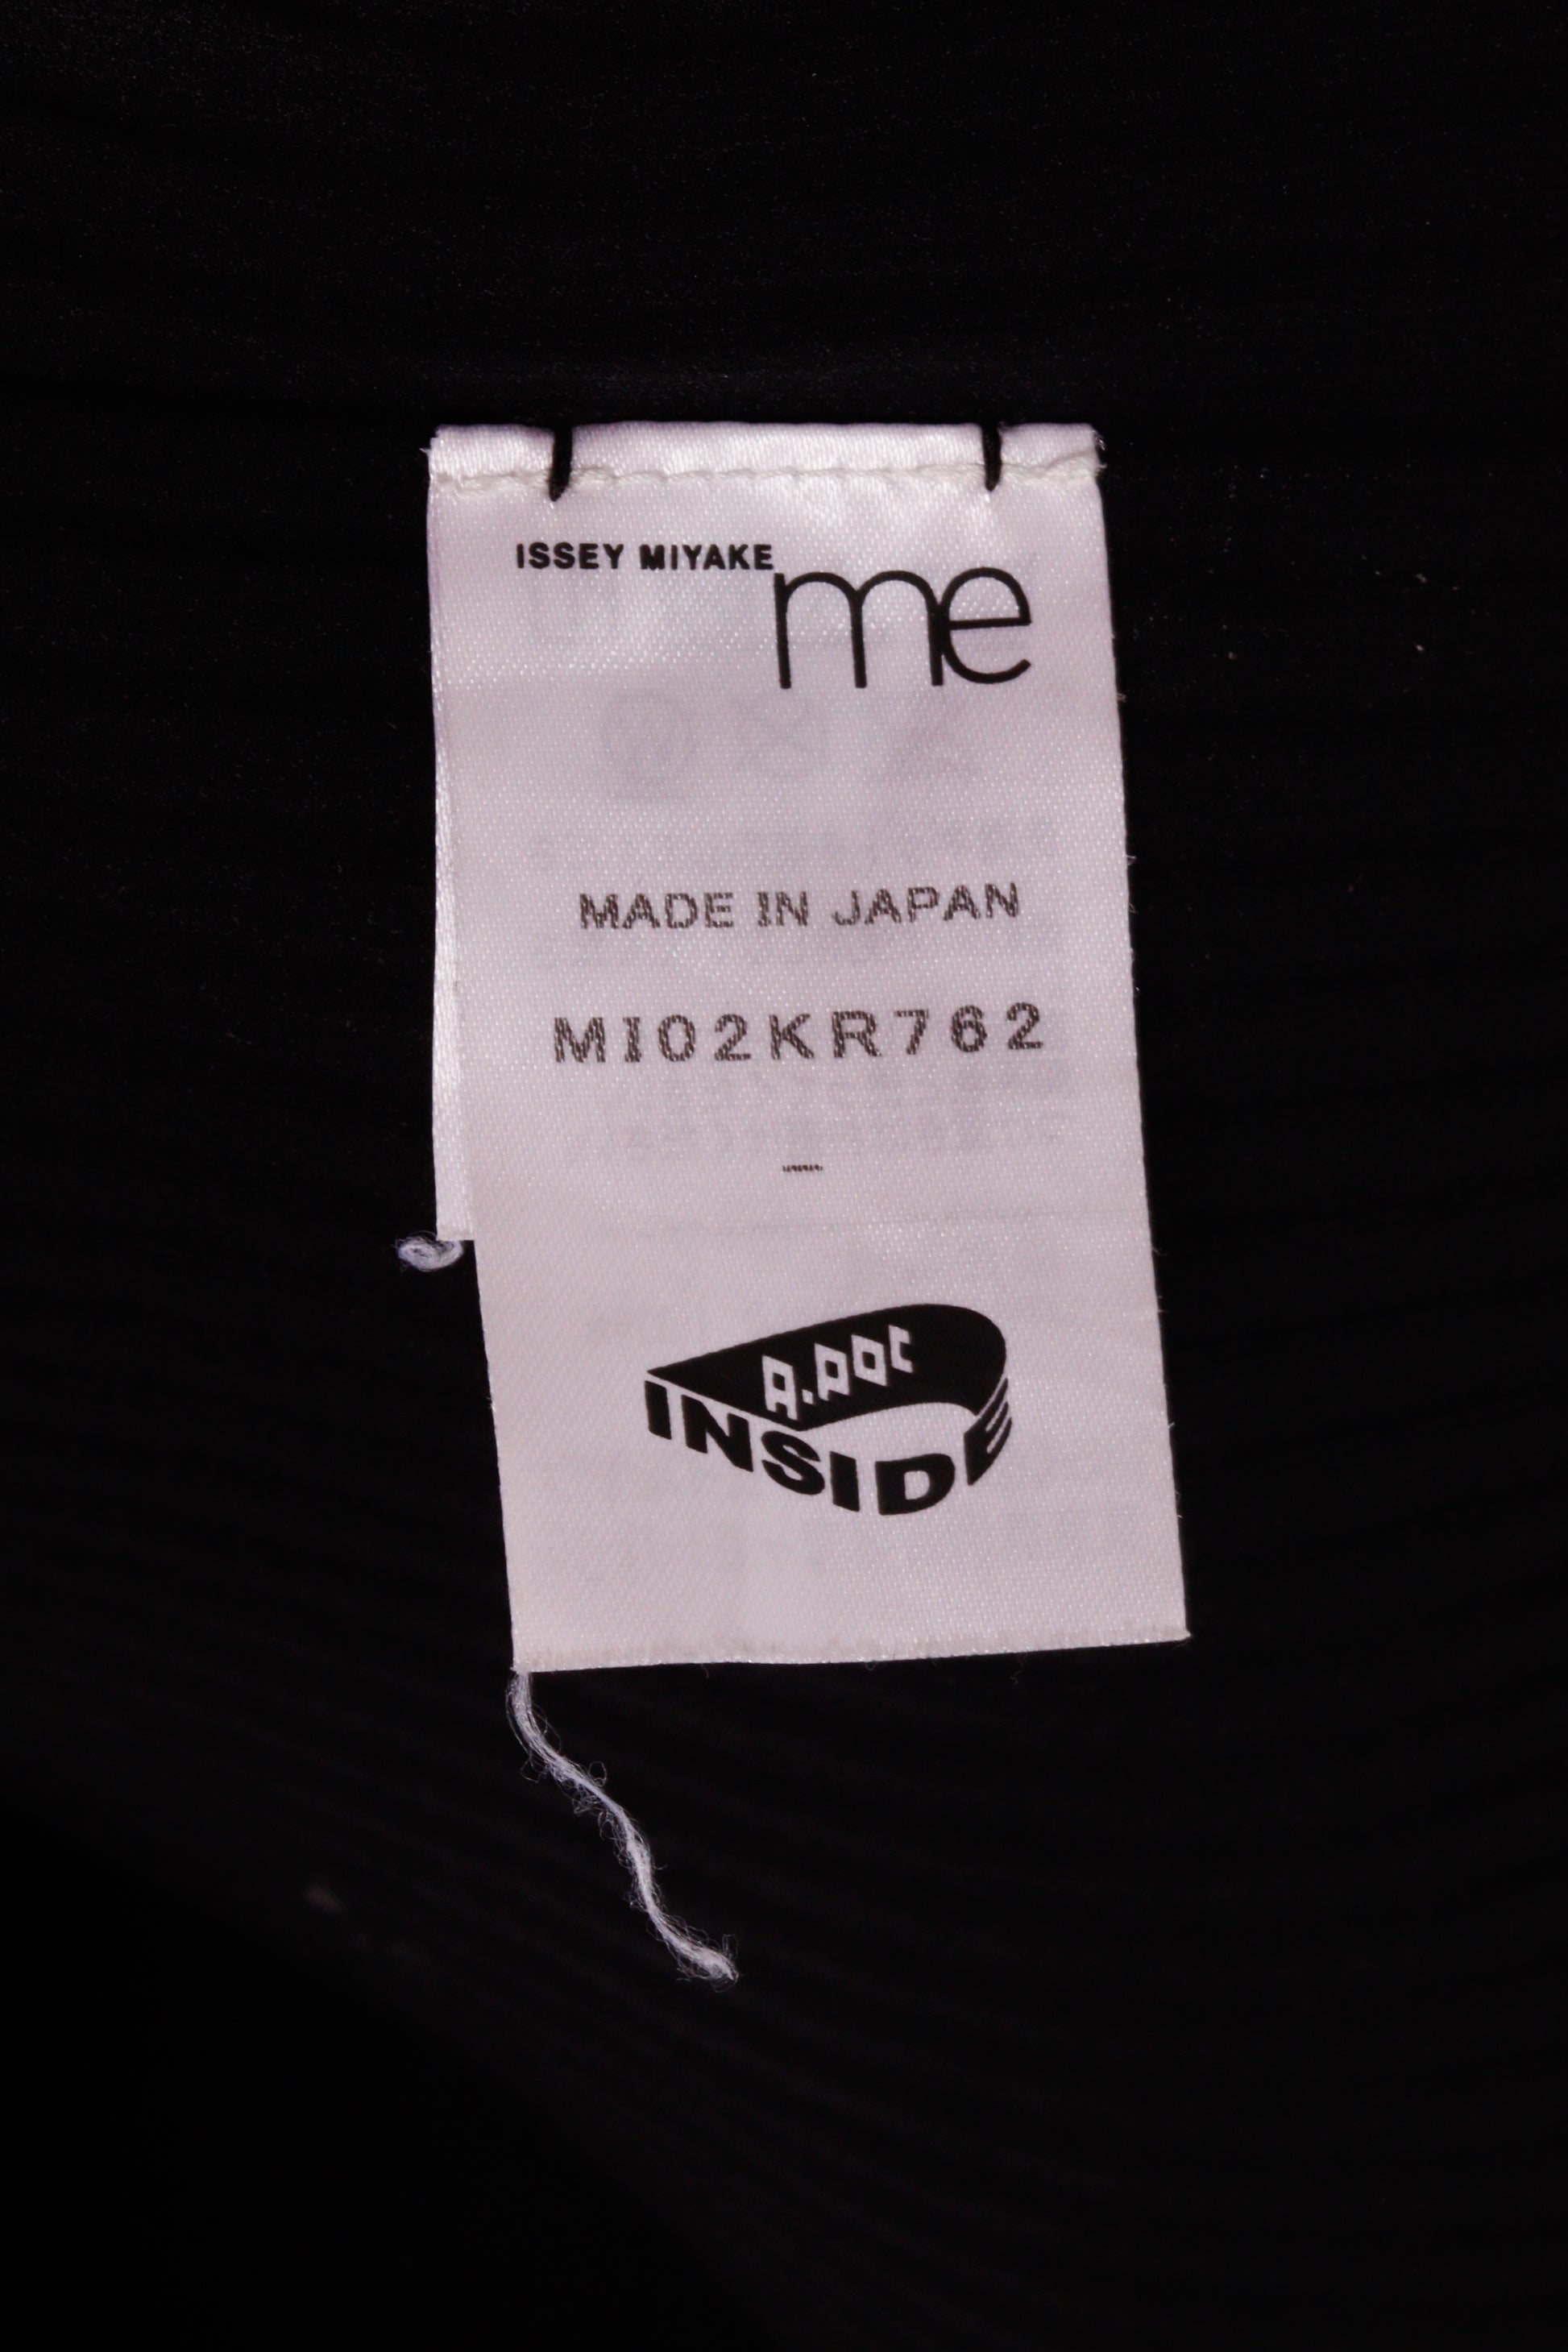 ISSEY MIYAKE
me
MADE IN JAPAN
MI02KR762
A.POC
INSIDE